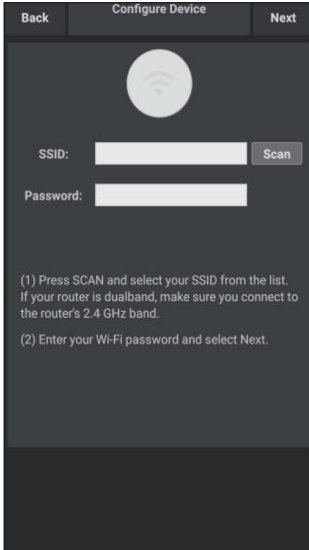 Back
Configure Device
Next
SSID:
Scan
Password:
(1) Press SCAN and select your SSID from the list.
If your router is dualband, make sure you connect to
the router's 2.4 GHz band.
(2) Enter your Wi-Fi password and select Next.